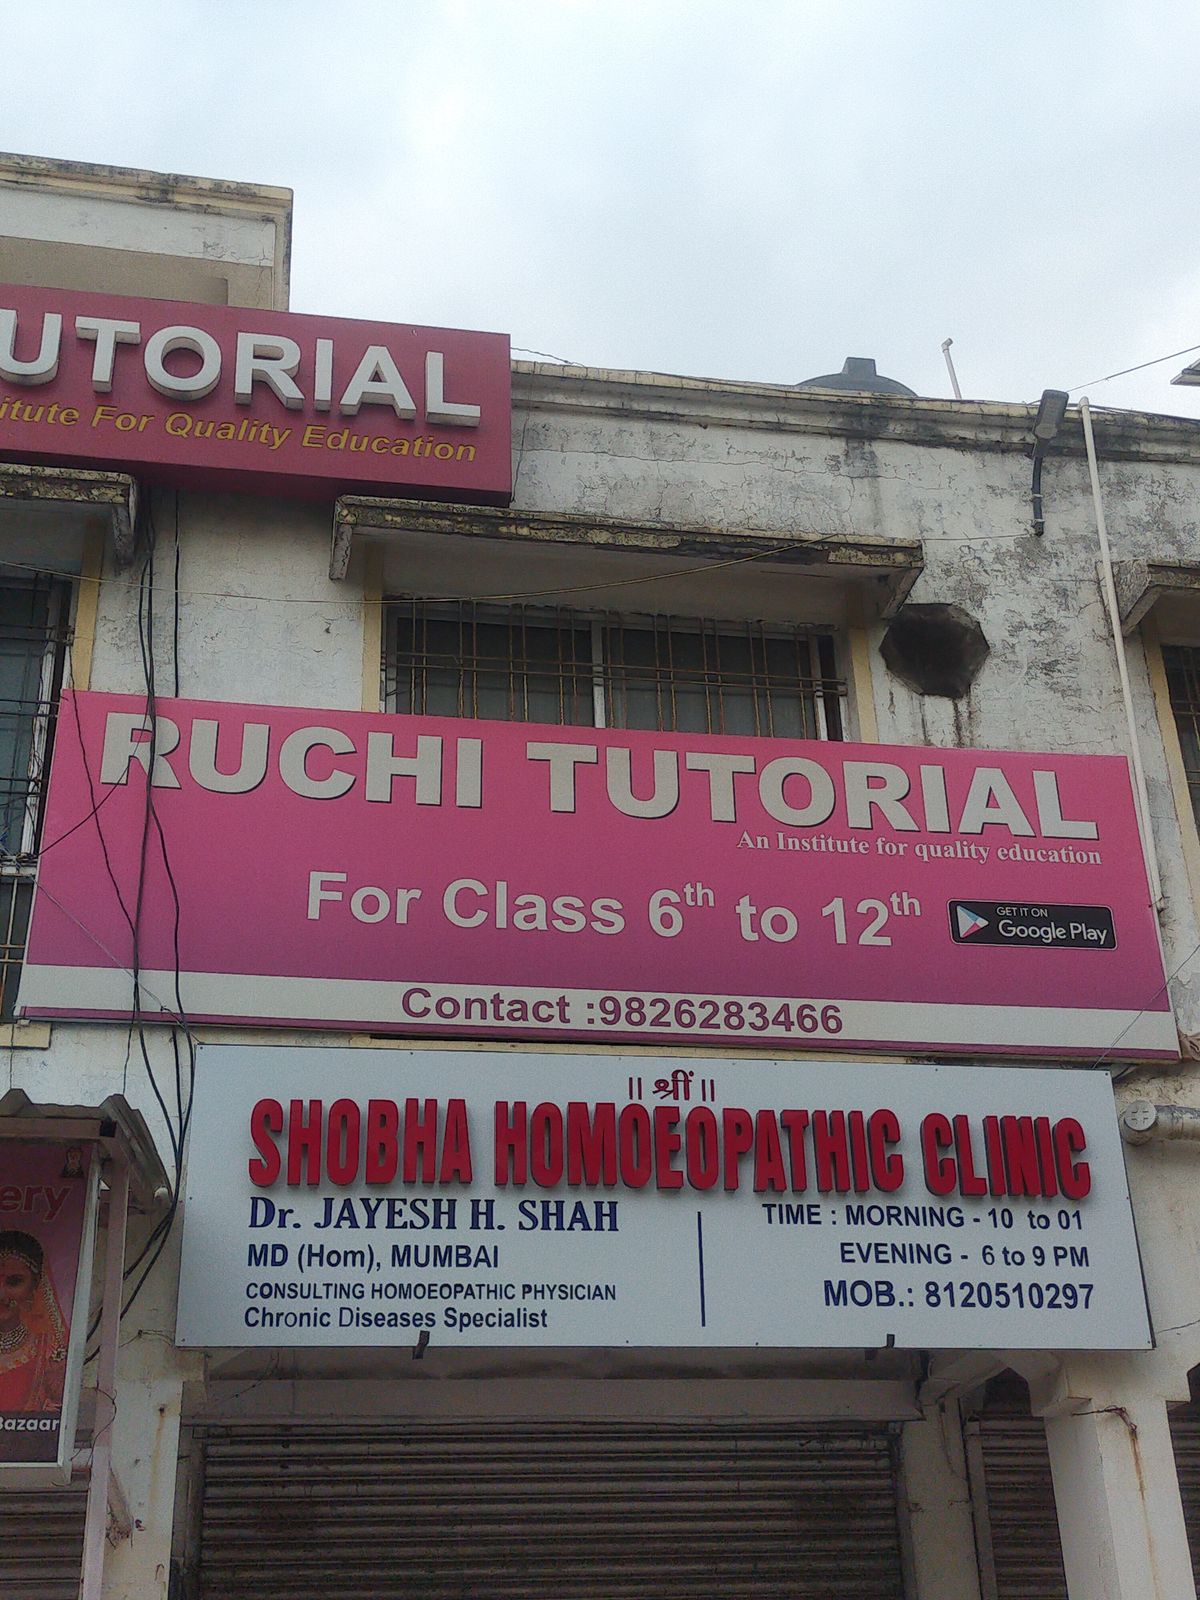 UTORIAL
itute For Quality Education
RUCHI TUTORIAL
An Institute for quality education
For Class 6th to 12th
GET IT ON
Google Play
Contact :9826283466
|| श्रीं ||
SHOBHA HOMOEOPATHIC CLINIC
Dr. JAYESH H. SHAH
MD (Hom), MUMBAI
CONSULTING HOMOEOPATHIC PHYSICIAN
Chronic Diseases Specialist
TIME : MORNING - 10 to 01
EVENING - 6 to 9 PM
MOB.: 8120510297
ery
Bazaar